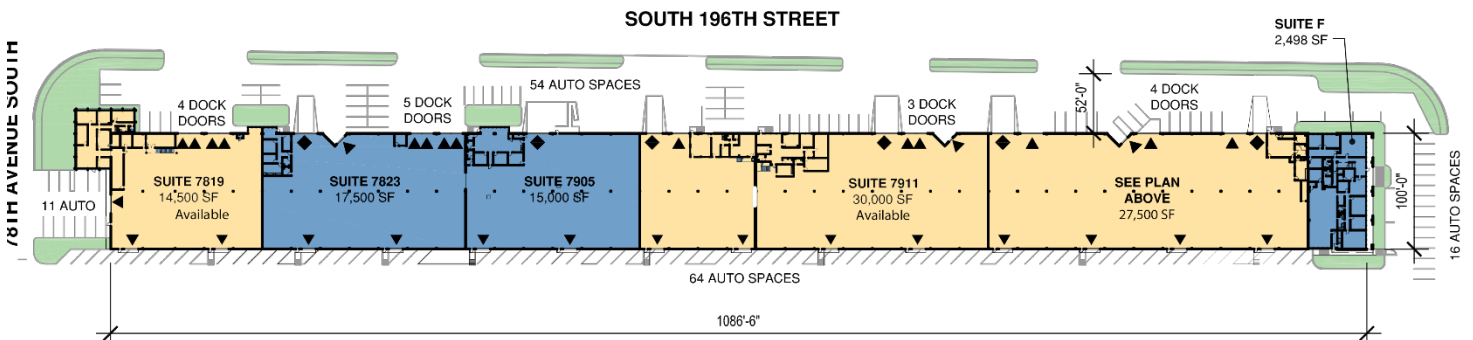 SOUTH 196TH STREET
SUITE F
2,498 SF
78TH AVENUE SOUTH
54 AUTO SPACES
4 DOCK
DOORS
5 DOCK
DOORS
3 DOCK
DOORS
52'-0"
4 DOCK
DOORS
11 AUTO
SUITE 7819
14,500 SF
Available
SUITE 7823
17,500 SF
SUITE 7905
15,000 SF
SUITE 7911
30,000 SF
Available
SEE PLAN
ABOVE
27,500 SF
100'-0"
16 AUTO SPACES
64 AUTO SPACES
1086'-6"